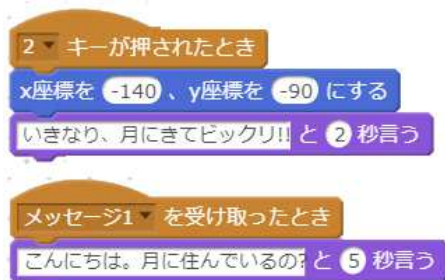 2 キーが押されたとき
x座標を -140 、y座標を -90 にする
いきなり、月にきてビックリ!! と 2 秒言う
メッセージ1 を受け取ったとき
こんにちは。月に住んでいるの? と 5 秒言う